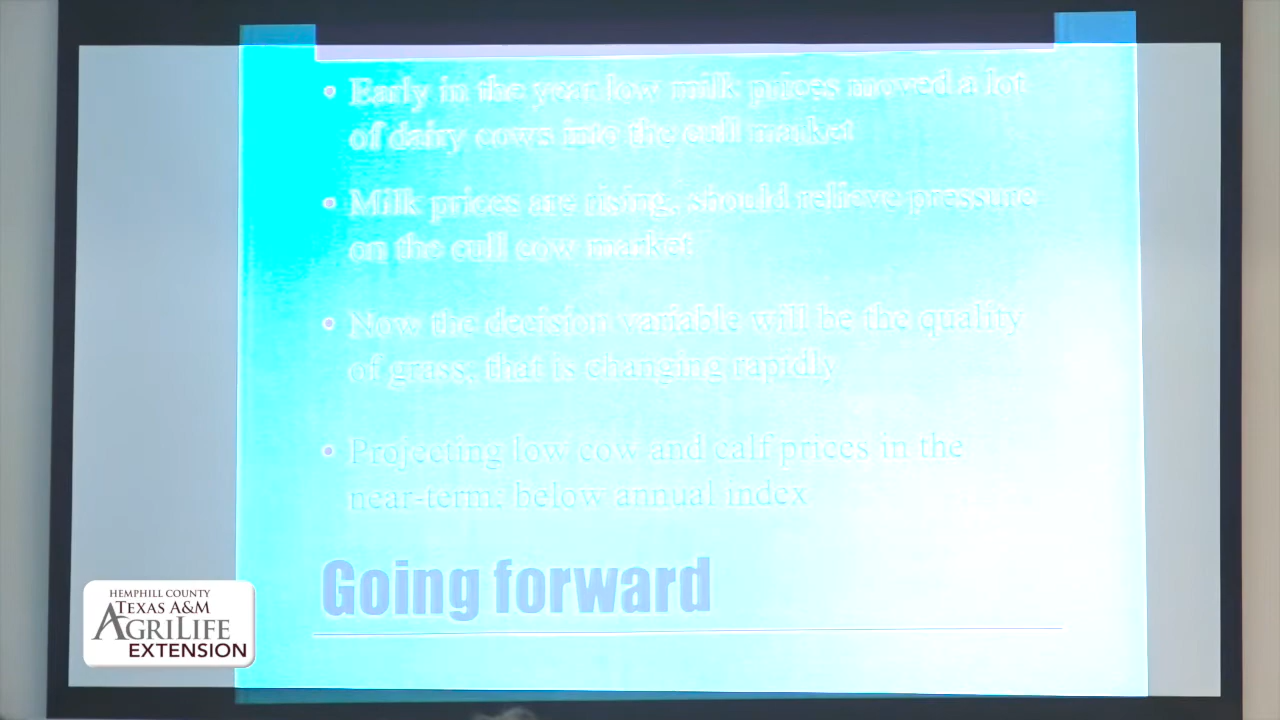 • Early in the year low milk prices moved a lot
of dairy cows into the cull market
• Milk prices are rising, should relieve pressure
on the cull cow market
• Now the decision variable will be the quality
of grass; that is changing rapidly
• Projecting low cow and calf prices in the
near-term; below annual index
Going forward
HEMPHILL COUNTY
TEXAS A&M
AGRILIFE
EXTENSION